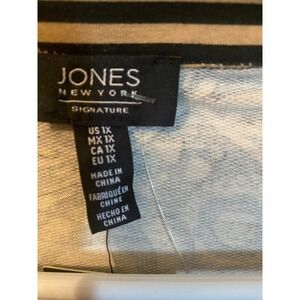 JONES
NEW YORK
SIGNATURE
US 1X
MX 1X
CA 1X
EU 1X
MADE IN
CHINA
FABRIQUÉ EN
CHINE
HECHO EN
CHINA